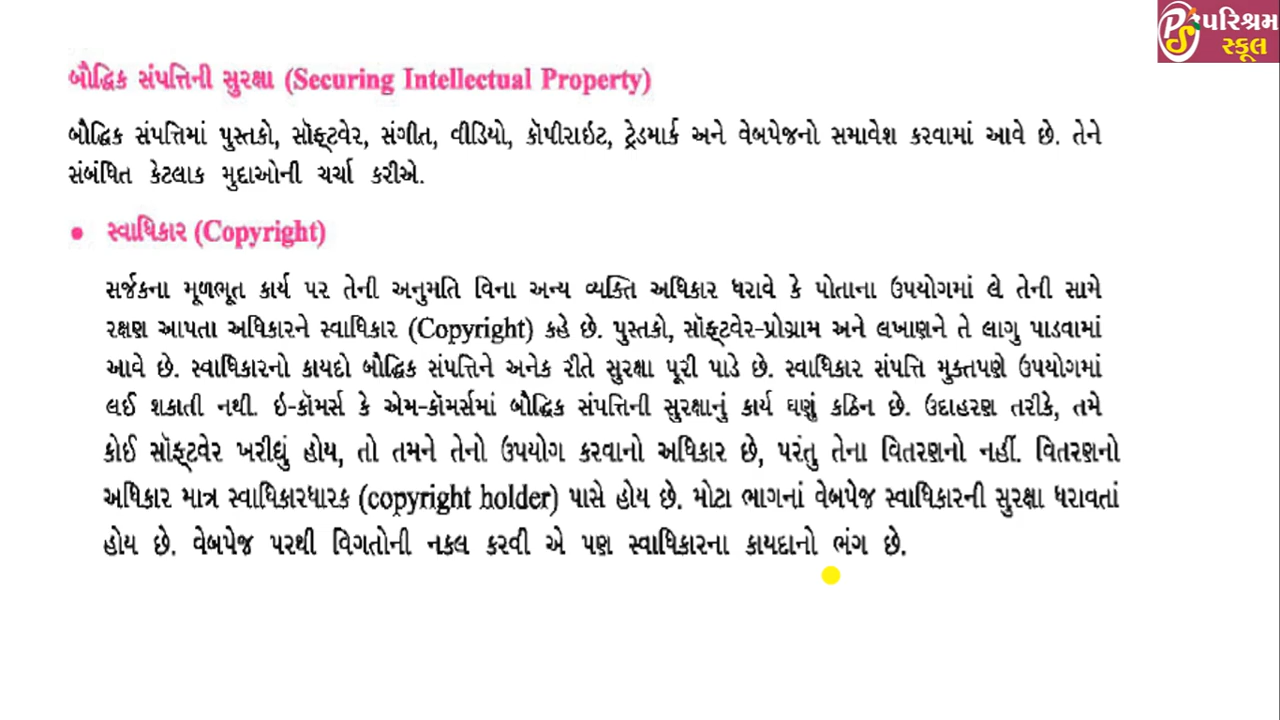 પરિશ્રમ
સ્કૂલ
બૌદ્ધિક સંપત્તિની સુરક્ષા (Securing Intellectual Property)
બૌદ્ધિક સંપત્તિમાં પુસ્તકો, સૉફ્ટવેર, સંગીત, વીડિયો, કૉપીરાઇટ, ટ્રેડમાર્ક અને વેબપેજનો સમાવેશ કરવામાં આવે છે. તેને
સંબંધિત કેટલાક મુદ્દાઓની ચર્ચા કરીએ.
• સ્વાધિકાર (Copyright)
સર્જકના મૂળભૂત કાર્ય પર તેની અનુમતિ વિના અન્ય વ્યક્તિ અધિકાર ધરાવે કે પોતાના ઉપયોગમાં લે તેની સામે
રક્ષણ આપતા અધિકારને સ્વાધિકાર (Copyright) કહે છે. પુસ્તકો, સૉફ્ટવેર-પ્રોગ્રામ અને લખાણને તે લાગુ પાડવામાં
આવે છે. સ્વાધિકારનો કાયદો બૌદ્ધિક સંપત્તિને અનેક રીતે સુરક્ષા પૂરી પાડે છે. સ્વાધિકાર સંપત્તિ મુક્તપણે ઉપયોગમાં
લઈ શકાતી નથી. ઇ-કૉમર્સ કે એમ-કૉમર્સમાં બૌદ્ધિક સંપત્તિની સુરક્ષાનું કાર્ય ઘણું કઠિન છે. ઉદાહરણ તરીકે, તમે
કોઈ સૉફ્ટવેર ખરીદ્યું હોય, તો તમને તેનો ઉપયોગ કરવાનો અધિકાર છે, પરંતુ તેના વિતરણનો નહીં. વિતરણનો
અધિકાર માત્ર સ્વાધિકારધારક (copyright holder) પાસે હોય છે. મોટા ભાગનાં વેબપેજ સ્વાધિકારની સુરક્ષા ધરાવતાં
હોય છે. વેબપેજ પરથી વિગતોની નકલ કરવી એ પણ સ્વાધિકારના કાયદાનો ભંગ છે.